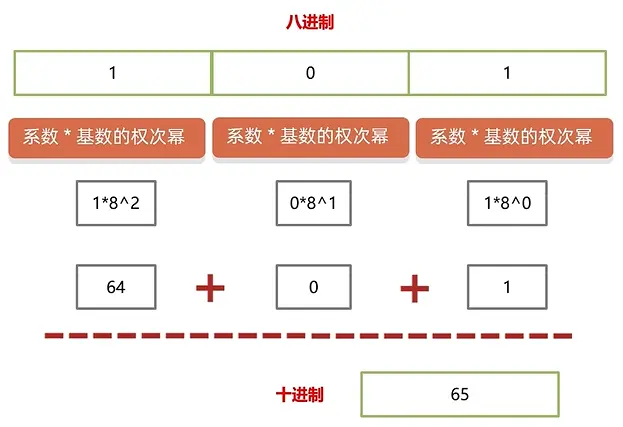 八进制
1 0 1
系数 * 基数的权次幂 系数 * 基数的权次幂 系数 * 基数的权次幂
1*8^2 0*8^1 1*8^0
64 + 0 + 1
十进制 65